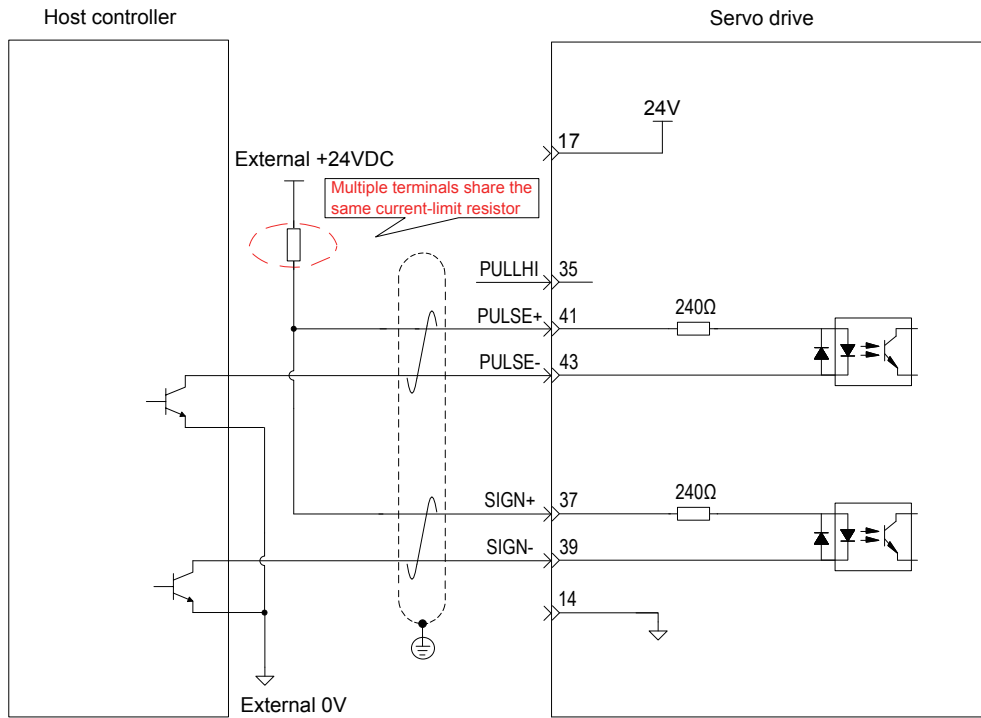 Host controller
Servo drive
24V
17
External +24VDC
Multiple terminals share the
same current-limit resistor
PULLHI
35
PULSE+
41
240Ω
PULSE-
43
SIGN+
37
240Ω
SIGN-
39
14
External 0V